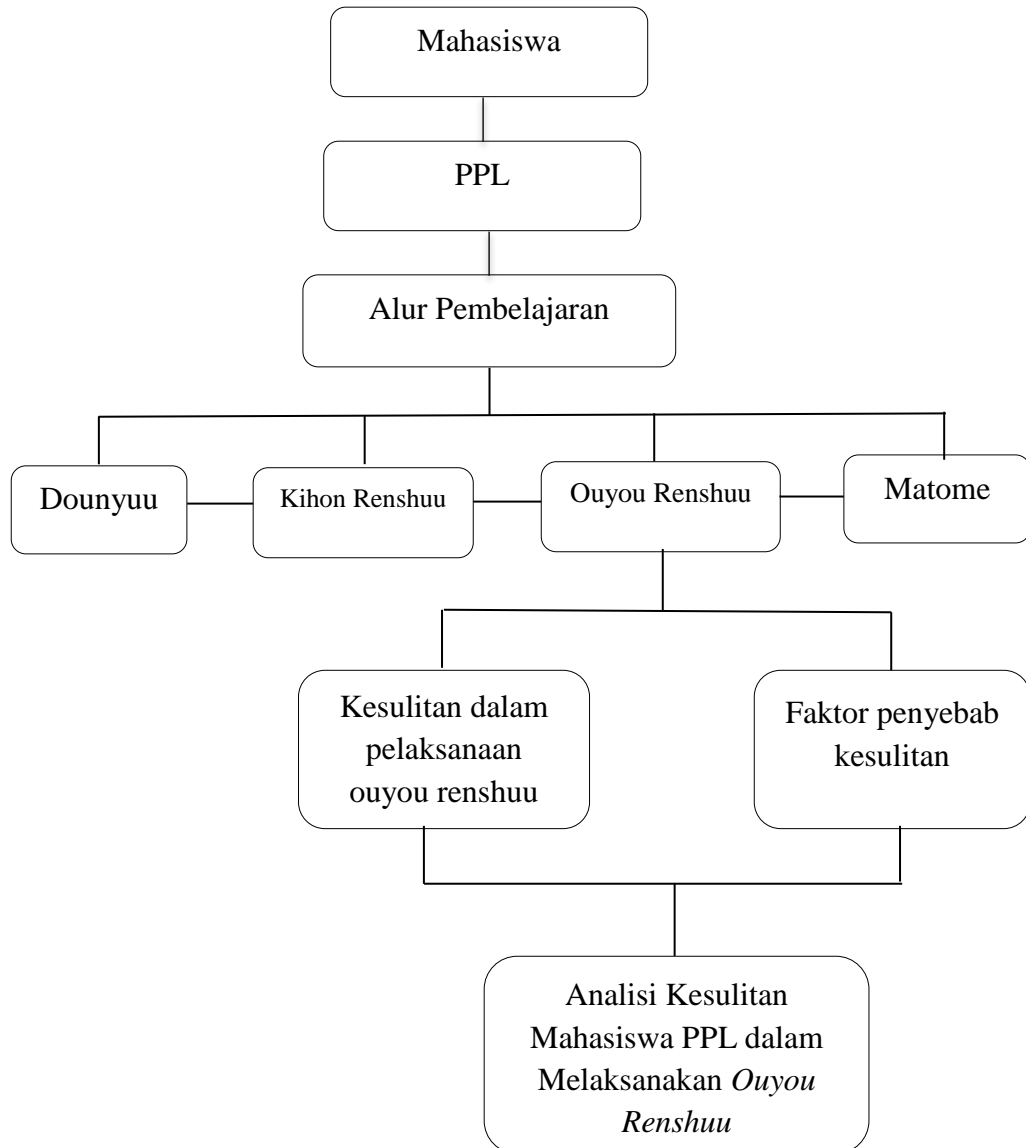 Mahasiswa
PPL
Alur Pembelajaran
Dounyuu
Kihon Renshuu
Ouyou Renshuu
Matome
Kesulitan dalam
pelaksanaan
ouyou renshuu
Faktor penyebab
kesulitan
Analisi Kesulitan
Mahasiswa PPL dalam
Melaksanakan Ouyou
Renshuu